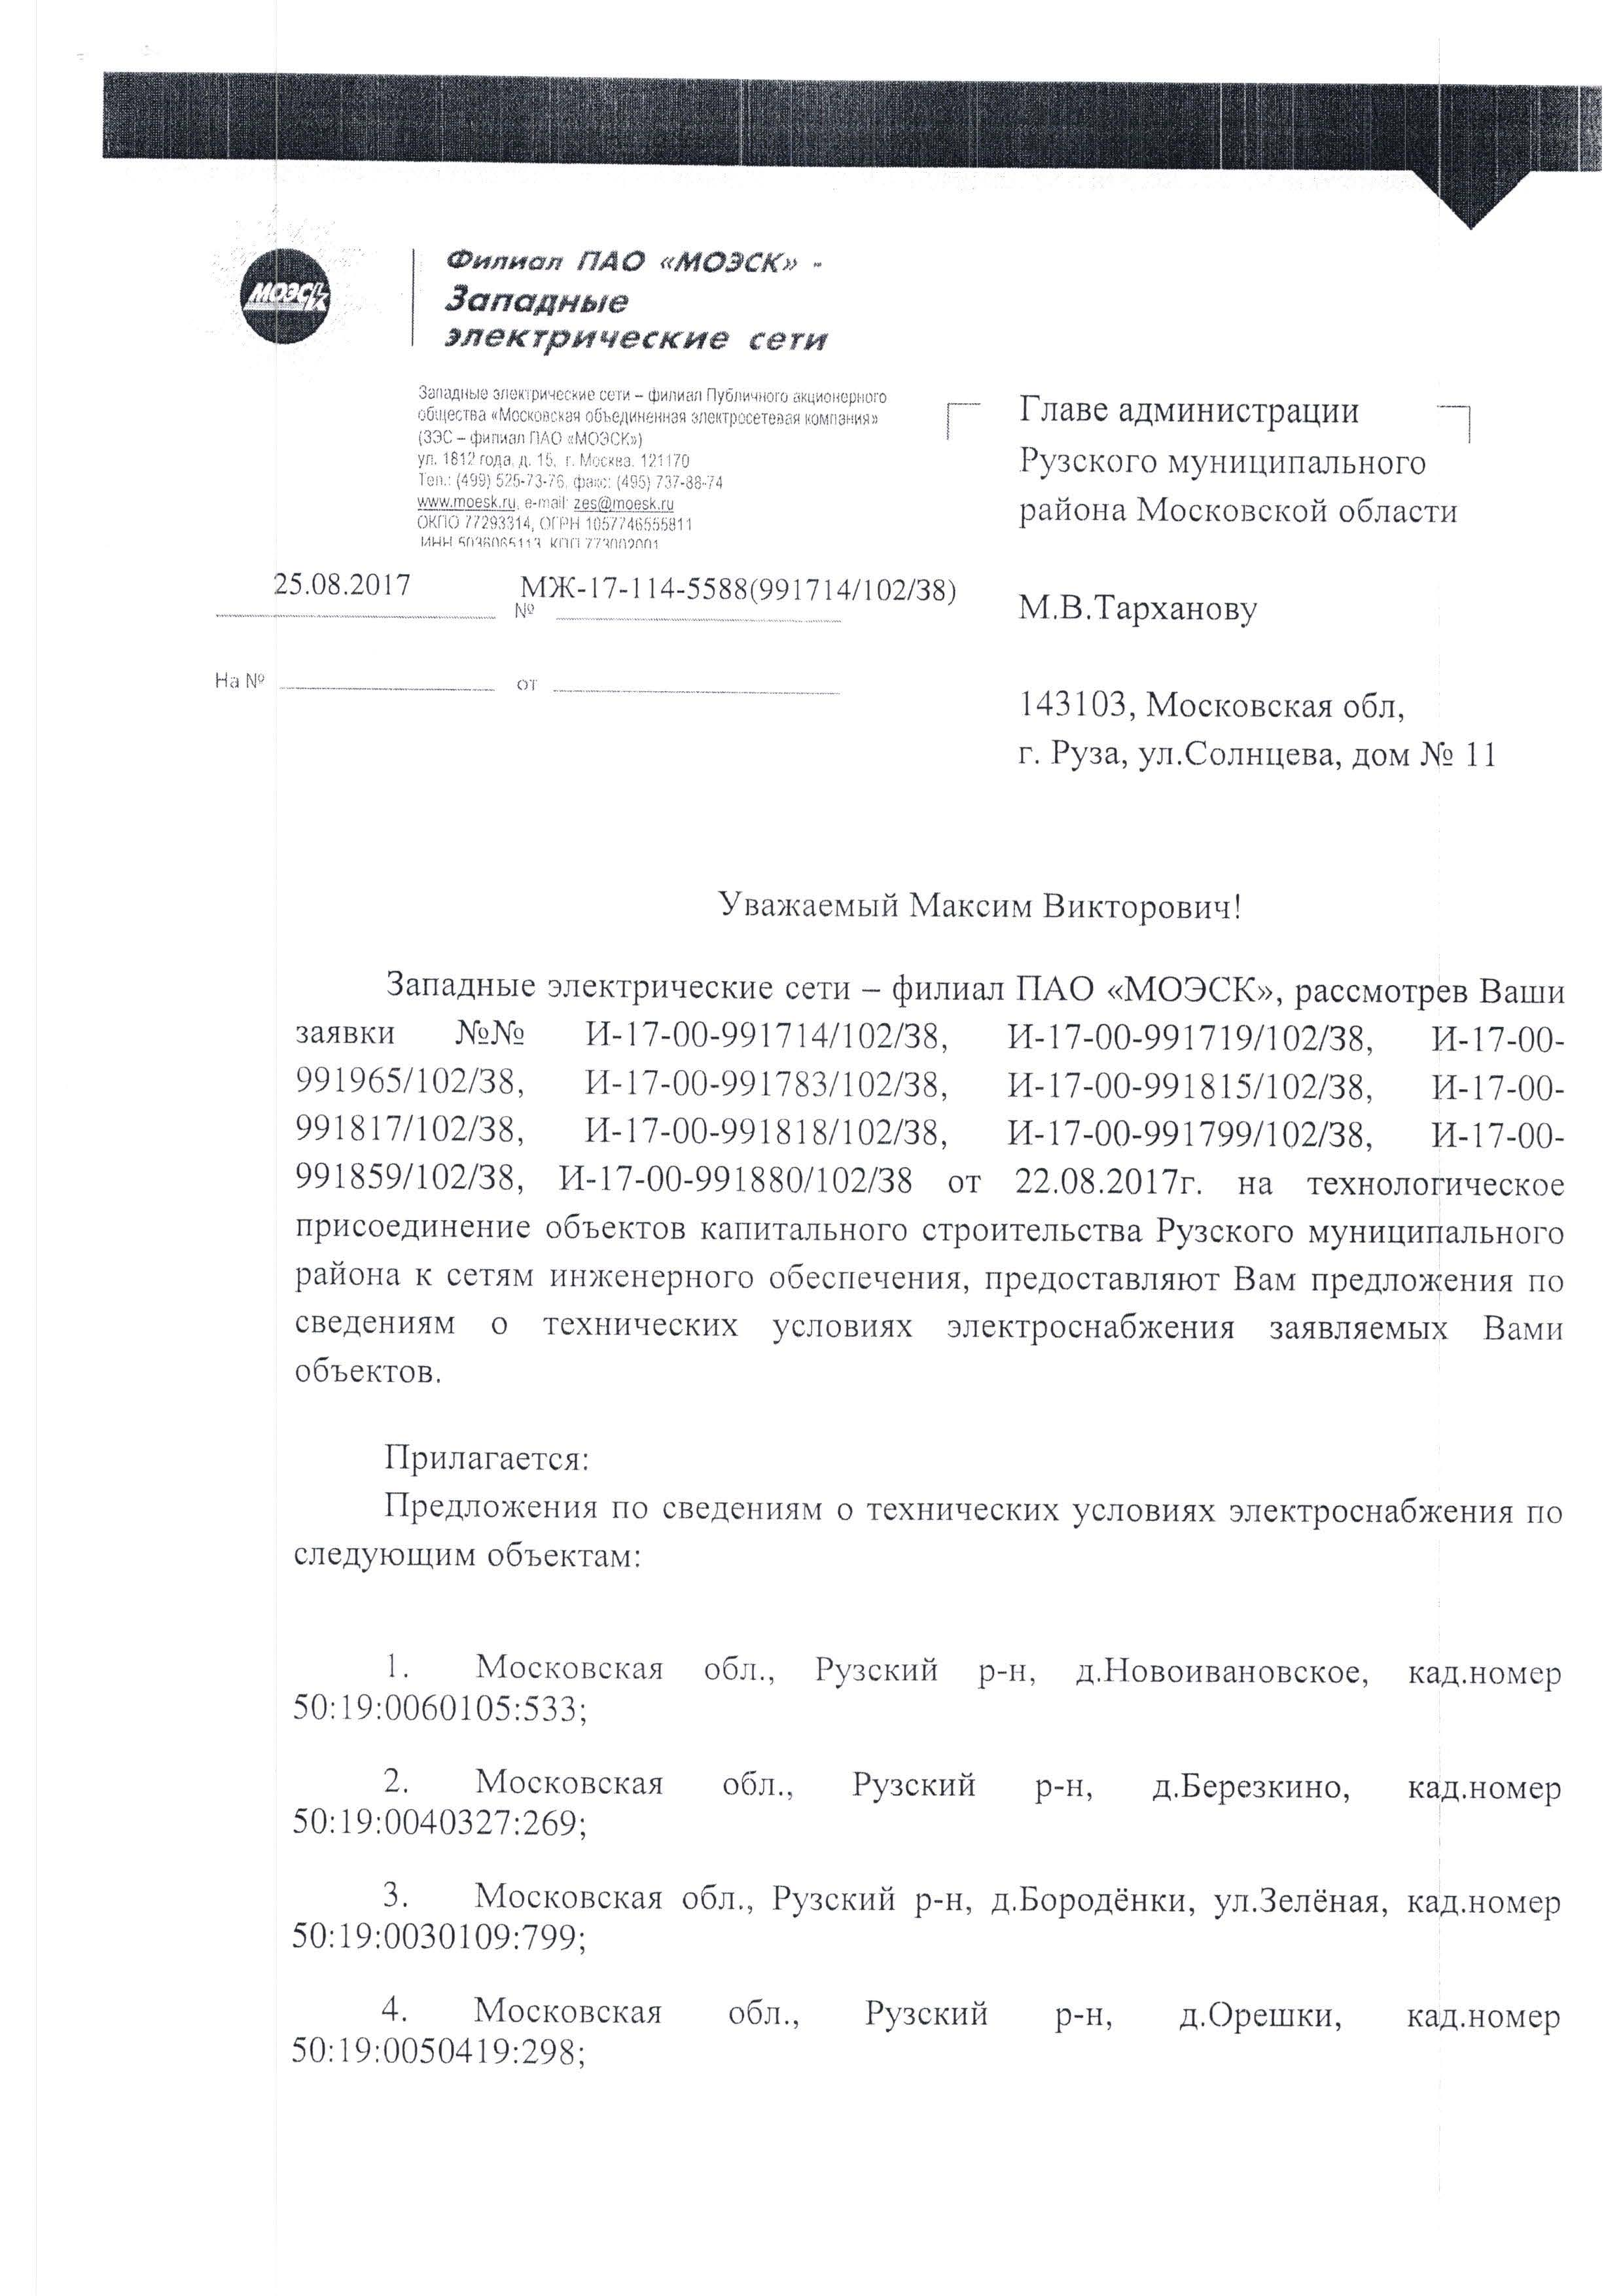 МОЭСК
Филиал ПАО «МОЭСК» -
Западные
электрические сети
Западные электрические сети – филиал Публичного акционерного
общества «Московская объединенная электросетевая компания»
(ЗЭС – филиал ПАО «МОЭСК»)
ул. 1812 года, д. 15, г. Москва, 121170
Тел.: (499) 525-73-76, факс: (495) 737-88-74
www.moesk.ru, e-mail: zes@moesk.ru
ОКПО 77293314, ОГРН 1057746555811
ИНН 5036065113, КПП 773002001
Главе администрации
Рузского муниципального
района Московской области
М.В.Тарханову
143103, Московская обл,
г. Руза, ул.Солнцева, дом № 11
25.08.2017 МЖ-17-114-5588(991714/102/38)
№
На № от
Уважаемый Максим Викторович!
Западные электрические сети – филиал ПАО «МОЭСК», рассмотрев Ваши
заявки №№ И-17-00-991714/102/38, И-17-00-991719/102/38, И-17-00-
991965/102/38, И-17-00-991783/102/38, И-17-00-991815/102/38, И-17-00-
991817/102/38, И-17-00-991818/102/38, И-17-00-991799/102/38, И-17-00-
991859/102/38, И-17-00-991880/102/38 от 22.08.2017г. на технологическое
присоединение объектов капитального строительства Рузского муниципального
района к сетям инженерного обеспечения, предоставляют Вам предложения по
сведениям о технических условиях электроснабжения заявляемых Вами
объектов.
Прилагается:
Предложения по сведениям о технических условиях электроснабжения по
следующим объектам:
1. Московская обл., Рузский р-н, д.Новоивановское, кад.номер
50:19:0060105:533;
2. Московская обл., Рузский р-н, д.Березкино, кад.номер
50:19:0040327:269;
3. Московская обл., Рузский р-н, д.Бородёнки, ул.Зелёная, кад.номер
50:19:0030109:799;
4. Московская обл., Рузский р-н, д.Орешки, кад.номер
50:19:0050419:298;